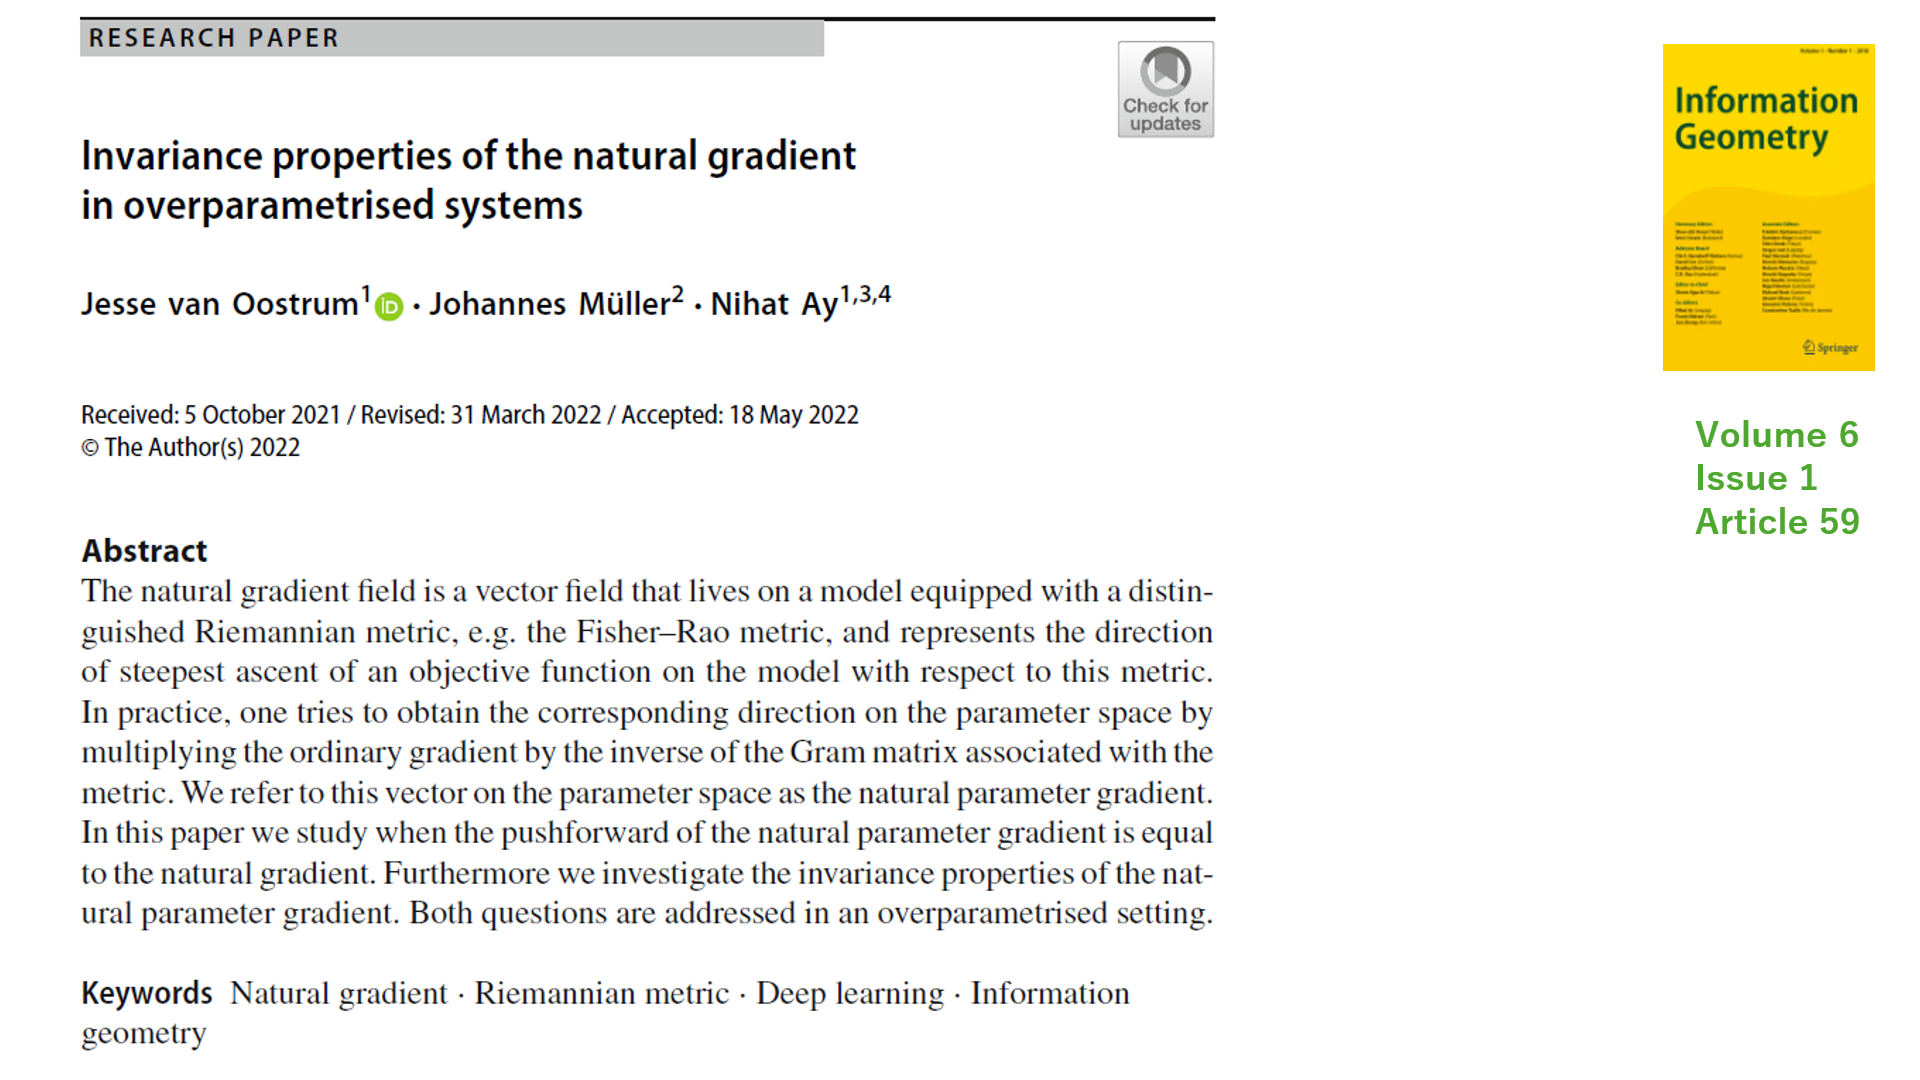 RESEARCH PAPER
Check for
updates
Invariance properties of the natural gradient
in overparametrised systems
Jesse van Oostrum1 iD · Johannes Müller2 · Nihat Ay1,3,4
Received: 5 October 2021 / Revised: 31 March 2022 / Accepted: 18 May 2022
© The Author(s) 2022
Abstract
The natural gradient field is a vector field that lives on a model equipped with a distin-
guished Riemannian metric, e.g. the Fisher–Rao metric, and represents the direction
of steepest ascent of an objective function on the model with respect to this metric.
In practice, one tries to obtain the corresponding direction on the parameter space by
multiplying the ordinary gradient by the inverse of the Gram matrix associated with the
metric. We refer to this vector on the parameter space as the natural parameter gradient.
In this paper we study when the pushforward of the natural parameter gradient is equal
to the natural gradient. Furthermore we investigate the invariance properties of the nat-
ural parameter gradient. Both questions are addressed in an overparametrised setting.
Keywords Natural gradient · Riemannian metric · Deep learning · Information
geometry
Information
Geometry
Springer
Volume 6
Issue 1
Article 59